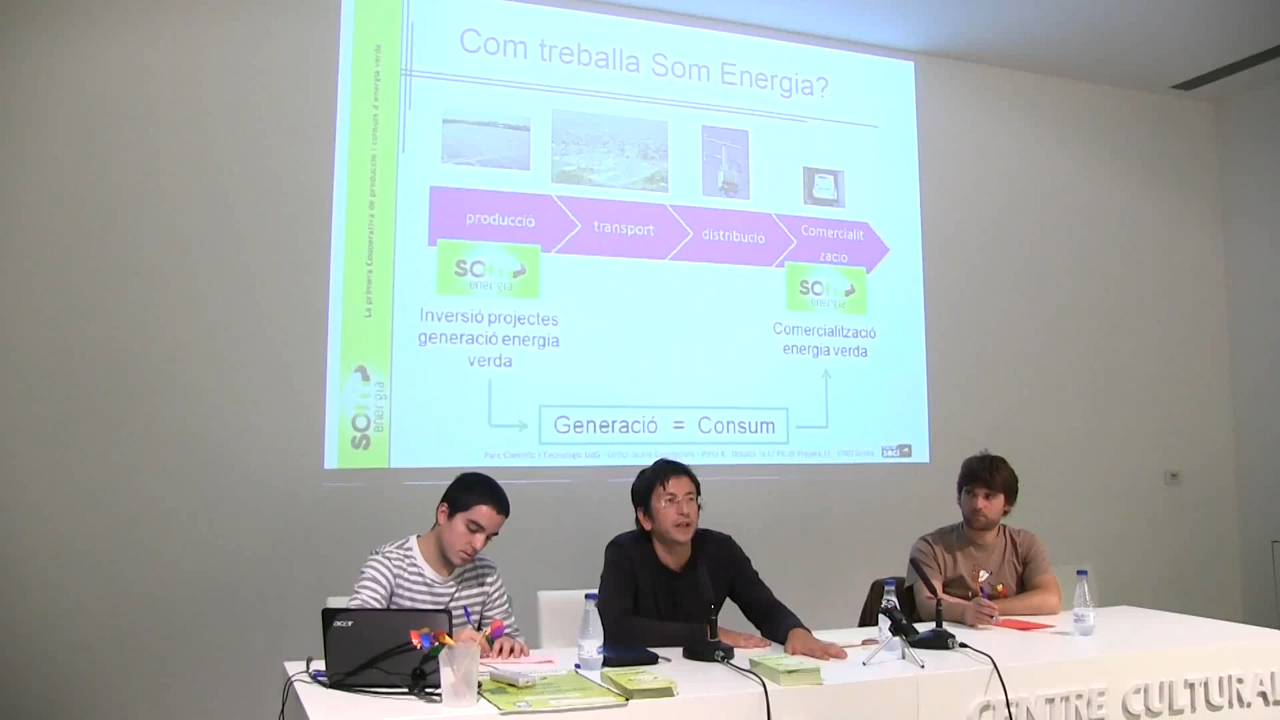 Com treballa Som Energia?
La primera Cooperativa de producció i consum d'energia verda
producció
transport
distribució
Comercialit
zacio
som
energia
som
energia
Inversió projectes
generació energia
verda
Comercialització
energia verda
som
energia
Generació = Consum
acer
CENTRE CULTURAL